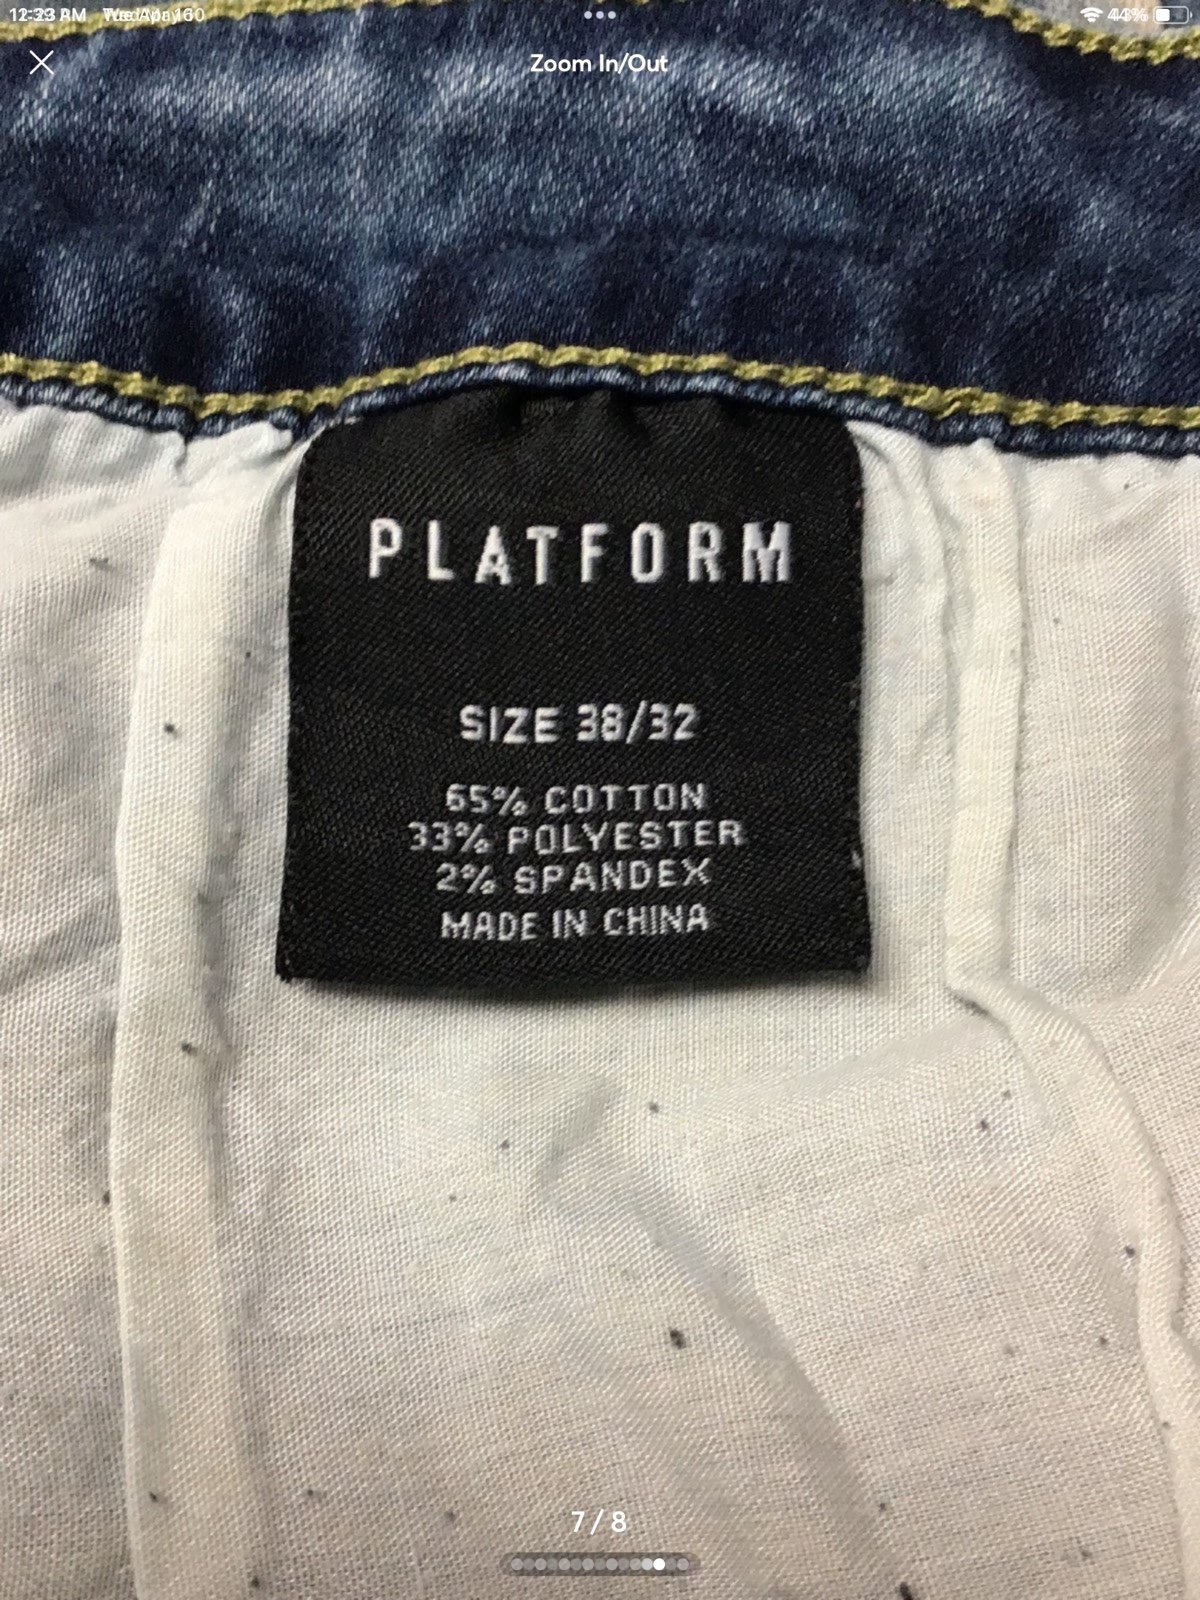 Zoom In/Out
PLATFORM
SIZE 38/32
65% COTTON
33% POLYESTER
2% SPANDEX
MADE IN CHINA
7 / 8